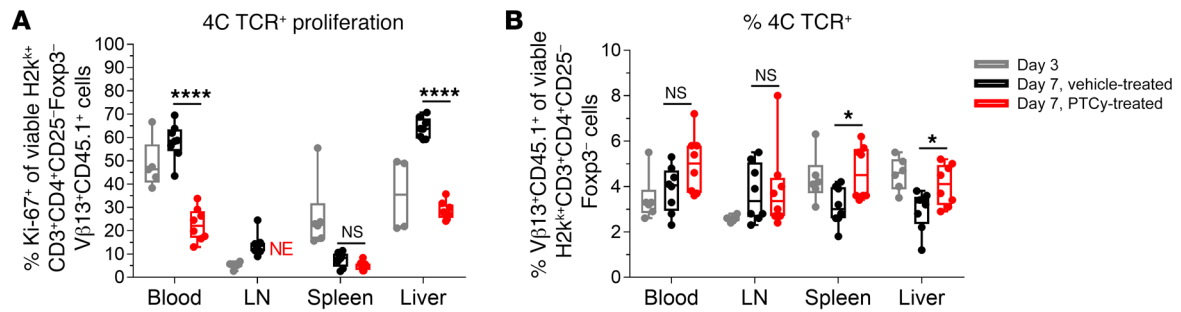 A
4C TCR⁺ proliferation
% Ki-67⁺ of viable H2kᵏ⁺
CD3⁺CD4⁺CD25⁻Foxp3⁻
Vβ13⁺CD45.1⁺ cells
100
90
80
70
60
50
40
30
20
10
0
****
NE
NS
****
Blood
LN
Spleen
Liver
B
% 4C TCR⁺
% Vβ13⁺CD45.1⁺ of viable
H2kᵏ⁺CD3⁺CD4⁺CD25⁻
Foxp3⁻ cells
10
8
6
4
2
0
NS
NS
*
*
Blood
LN
Spleen
Liver
Day 3
Day 7, vehicle-treated
Day 7, PTCy-treated